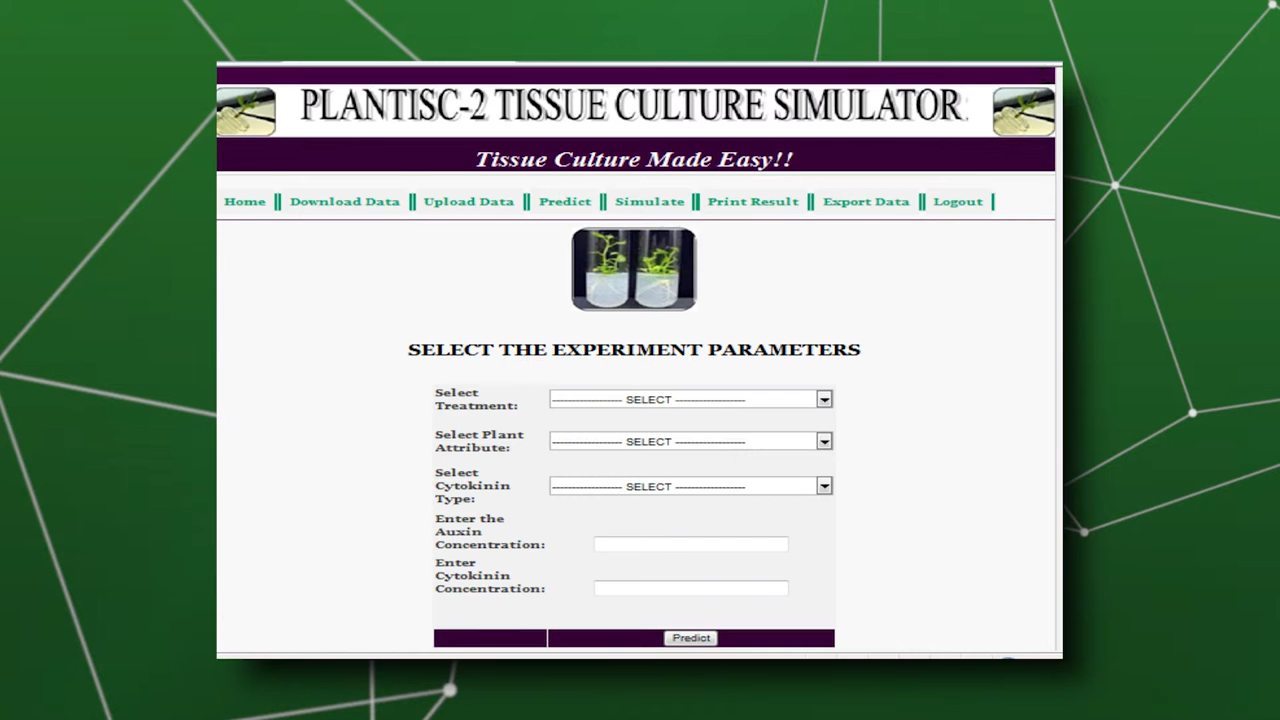 PLANTISC-2 TISSUE CULTURE SIMULATOR
Tissue Culture Made Easy!!
Home Download Data Upload Data Predict Simulate Print Result Export Data Logout
SELECT THE EXPERIMENT PARAMETERS
Select
Treatment:
------------------ SELECT ------------------
Select Plant
Attribute:
------------------ SELECT ------------------
Select
Cytokinin
Type:
------------------ SELECT ------------------
Enter the
Auxin
Concentration:
Enter
Cytokinin
Concentration:
Predict